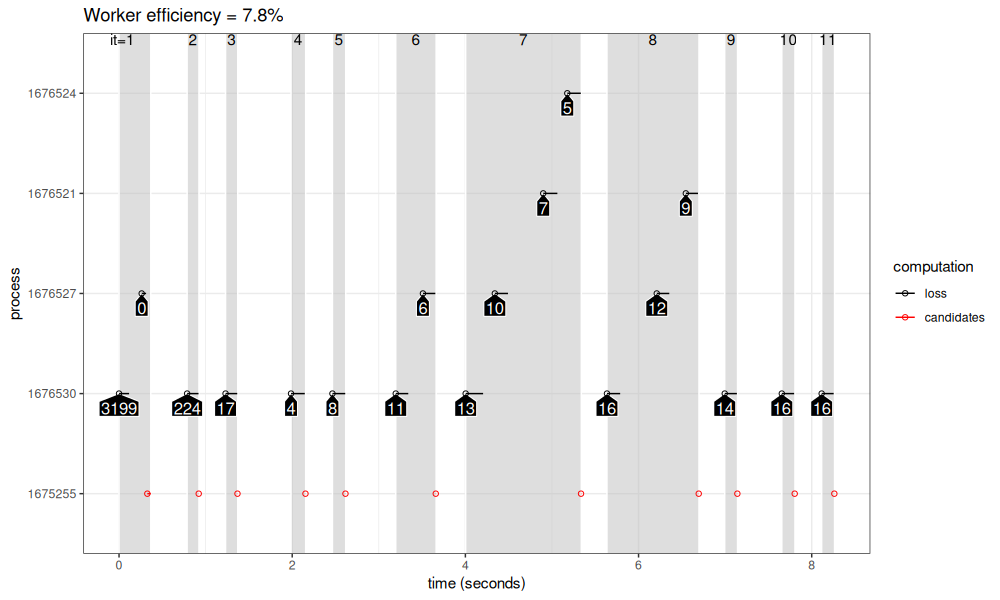 Worker efficiency = 7.8%
it=1 2 3 4 5 6 7 8 9 10 11
1676524
5
1676521
7 9
1676527
0 6 10 12
1676530
3199 224 17 4 8 11 13 16 14 16 16
1675255
0 2 4 6 8
time (seconds)
process
computation
loss
candidates